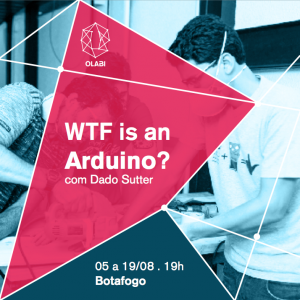 OLABI
WTF is an
Arduino?
com Dado Sutter
05 a 19/08 . 19h
Botafogo